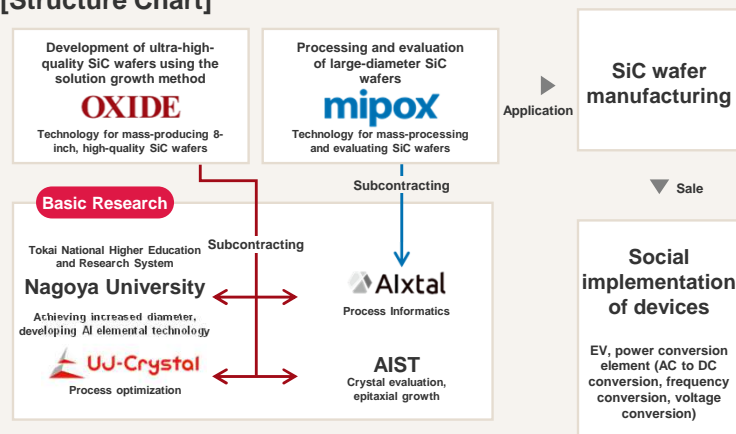 [Structure Chart]
Development of ultra-high-
quality SiC wafers using the
solution growth method
OXIDE
Technology for mass-producing 8-
inch, high-quality SiC wafers
Processing and evaluation
of large-diameter SiC
wafers
mipox
Technology for mass-processing
and evaluating SiC wafers
Application
SiC wafer
manufacturing
Sale
Subcontracting
Basic Research
Subcontracting
Tokai National Higher Education
and Research System
Nagoya University
Achieving increased diameter,
developing AI elemental technology
UJ-Crystal
Process optimization
AIxtal
Process Informatics
AIST
Crystal evaluation,
epitaxial growth
Social
implementation
of devices
EV, power conversion
element (AC to DC
conversion, frequency
conversion, voltage
conversion)